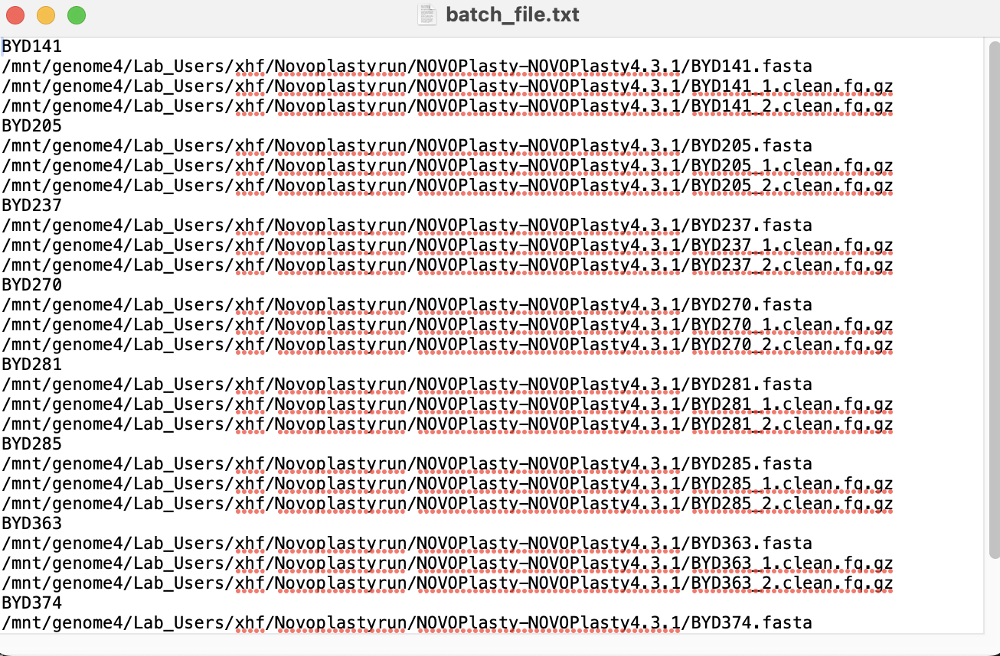 batch_file.txt
BYD141
/mnt/genome4/Lab_Users/xhf/Novoplastyrun/NOVOPlasty-NOVOPlasty4.3.1/BYD141.fasta
/mnt/genome4/Lab_Users/xhf/Novoplastyrun/NOVOPlasty-NOVOPlasty4.3.1/BYD141_1.clean.fq.gz
/mnt/genome4/Lab_Users/xhf/Novoplastyrun/NOVOPlasty-NOVOPlasty4.3.1/BYD141_2.clean.fq.gz
BYD205
/mnt/genome4/Lab_Users/xhf/Novoplastyrun/NOVOPlasty-NOVOPlasty4.3.1/BYD205.fasta
/mnt/genome4/Lab_Users/xhf/Novoplastyrun/NOVOPlasty-NOVOPlasty4.3.1/BYD205_1.clean.fq.gz
/mnt/genome4/Lab_Users/xhf/Novoplastyrun/NOVOPlasty-NOVOPlasty4.3.1/BYD205_2.clean.fq.gz
BYD237
/mnt/genome4/Lab_Users/xhf/Novoplastyrun/NOVOPlasty-NOVOPlasty4.3.1/BYD237.fasta
/mnt/genome4/Lab_Users/xhf/Novoplastyrun/NOVOPlasty-NOVOPlasty4.3.1/BYD237_1.clean.fq.gz
/mnt/genome4/Lab_Users/xhf/Novoplastyrun/NOVOPlasty-NOVOPlasty4.3.1/BYD237_2.clean.fq.gz
BYD270
/mnt/genome4/Lab_Users/xhf/Novoplastyrun/NOVOPlasty-NOVOPlasty4.3.1/BYD270.fasta
/mnt/genome4/Lab_Users/xhf/Novoplastyrun/NOVOPlasty-NOVOPlasty4.3.1/BYD270_1.clean.fq.gz
/mnt/genome4/Lab_Users/xhf/Novoplastyrun/NOVOPlasty-NOVOPlasty4.3.1/BYD270_2.clean.fq.gz
BYD281
/mnt/genome4/Lab_Users/xhf/Novoplastyrun/NOVOPlasty-NOVOPlasty4.3.1/BYD281.fasta
/mnt/genome4/Lab_Users/xhf/Novoplastyrun/NOVOPlasty-NOVOPlasty4.3.1/BYD281_1.clean.fq.gz
/mnt/genome4/Lab_Users/xhf/Novoplastyrun/NOVOPlasty-NOVOPlasty4.3.1/BYD281_2.clean.fq.gz
BYD285
/mnt/genome4/Lab_Users/xhf/Novoplastyrun/NOVOPlasty-NOVOPlasty4.3.1/BYD285.fasta
/mnt/genome4/Lab_Users/xhf/Novoplastyrun/NOVOPlasty-NOVOPlasty4.3.1/BYD285_1.clean.fq.gz
/mnt/genome4/Lab_Users/xhf/Novoplastyrun/NOVOPlasty-NOVOPlasty4.3.1/BYD285_2.clean.fq.gz
BYD363
/mnt/genome4/Lab_Users/xhf/Novoplastyrun/NOVOPlasty-NOVOPlasty4.3.1/BYD363.fasta
/mnt/genome4/Lab_Users/xhf/Novoplastyrun/NOVOPlasty-NOVOPlasty4.3.1/BYD363_1.clean.fq.gz
/mnt/genome4/Lab_Users/xhf/Novoplastyrun/NOVOPlasty-NOVOPlasty4.3.1/BYD363_2.clean.fq.gz
BYD374
/mnt/genome4/Lab_Users/xhf/Novoplastyrun/NOVOPlasty-NOVOPlasty4.3.1/BYD374.fasta